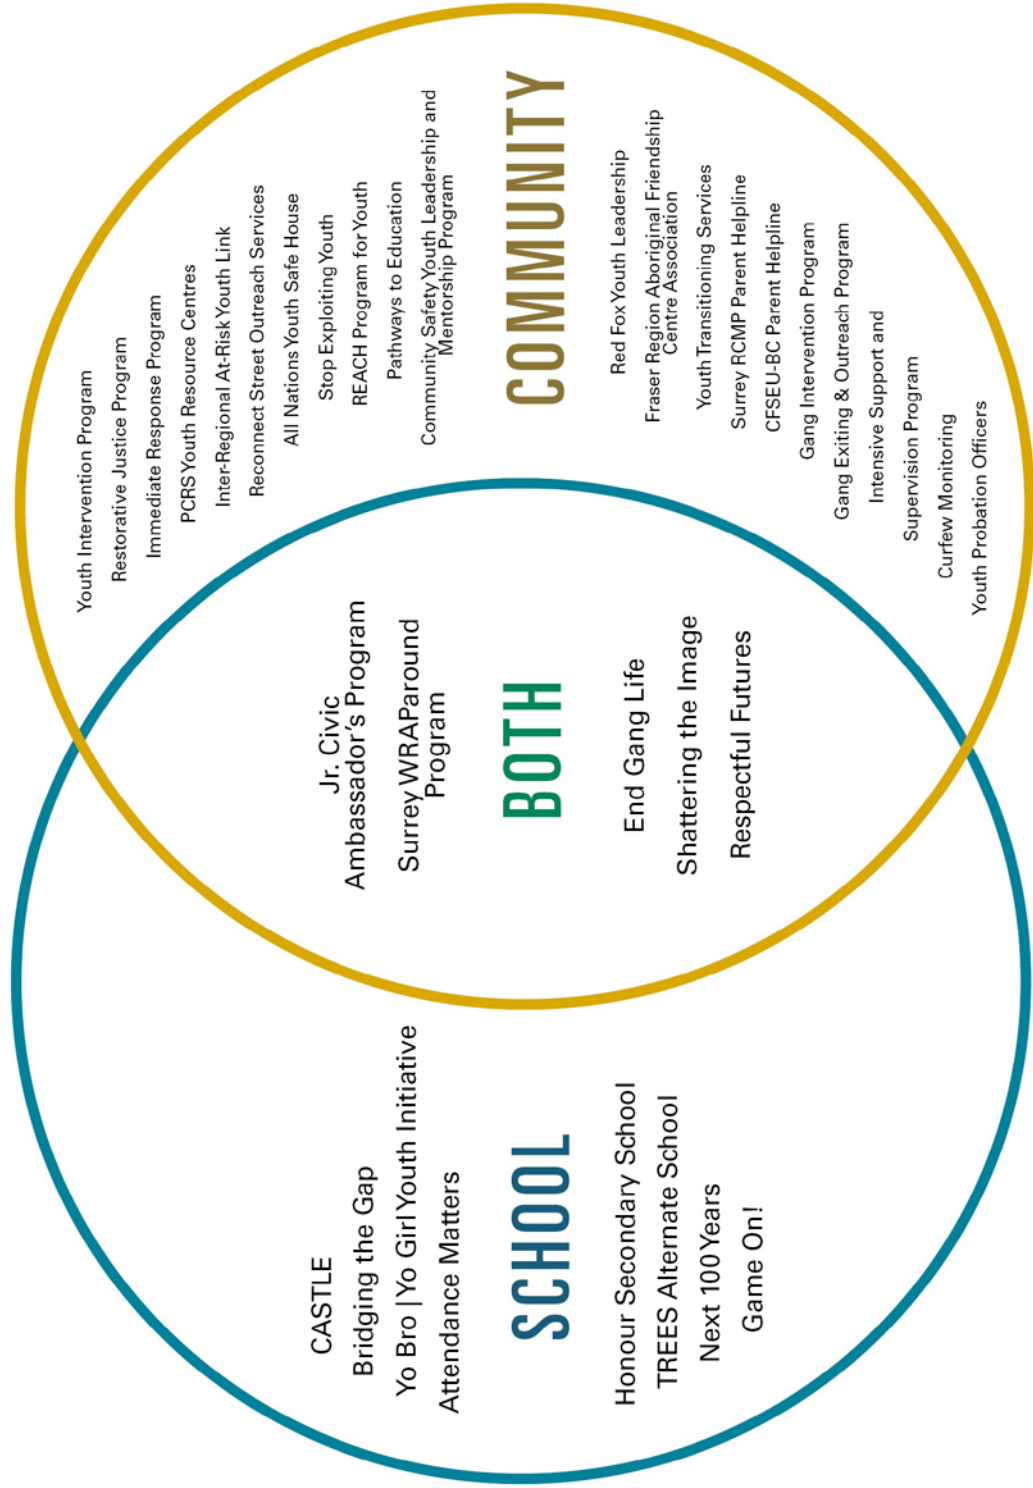 CASTLE
Bridging the Gap
Yo Bro | Yo Girl Youth Initiative
Attendance Matters
SCHOOL
Honour Secondary School
TREES Alternate School
Next 100 Years
Game On!
Jr. Civic
Ambassador's Program
Surrey WRAParound
Program
BOTH
End Gang Life
Shattering the Image
Respectful Futures
Youth Intervention Program
Restorative Justice Program
Immediate Response Program
PCRS Youth Resource Centres
Inter-Regional At-Risk Youth Link
Reconnect Street Outreach Services
All Nations Youth Safe House
Stop Exploiting Youth
REACH Program for Youth
Pathways to Education
Community Safety Youth Leadership and
Mentorship Program
COMMUNITY
Red Fox Youth Leadership
Fraser Region Aboriginal Friendship
Centre Association
Youth Transitioning Services
Surrey RCMP Parent Helpline
CFSEU-BC Parent Helpline
Gang Intervention Program
Gang Exiting & Outreach Program
Intensive Support and
Supervision Program
Curfew Monitoring
Youth Probation Officers